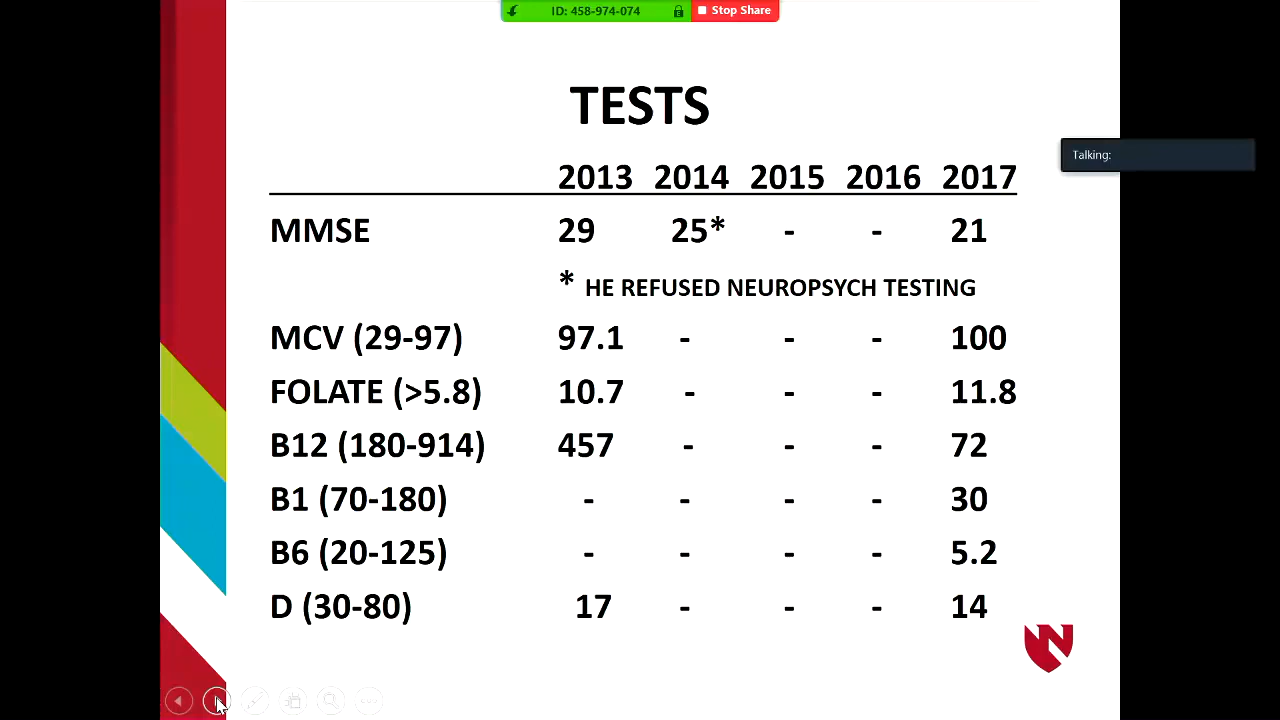 ID: 458-974-074
Stop Share
TESTS
Talking:
2013 2014 2015 2016 2017
MMSE 29 25* - - 21
* HE REFUSED NEUROPSYCH TESTING
MCV (29-97) 97.1 - - - 100
FOLATE (>5.8) 10.7 - - - 11.8
B12 (180-914) 457 - - - 72
B1 (70-180) - - - - 30
B6 (20-125) - - - - 5.2
D (30-80) 17 - - - 14
N